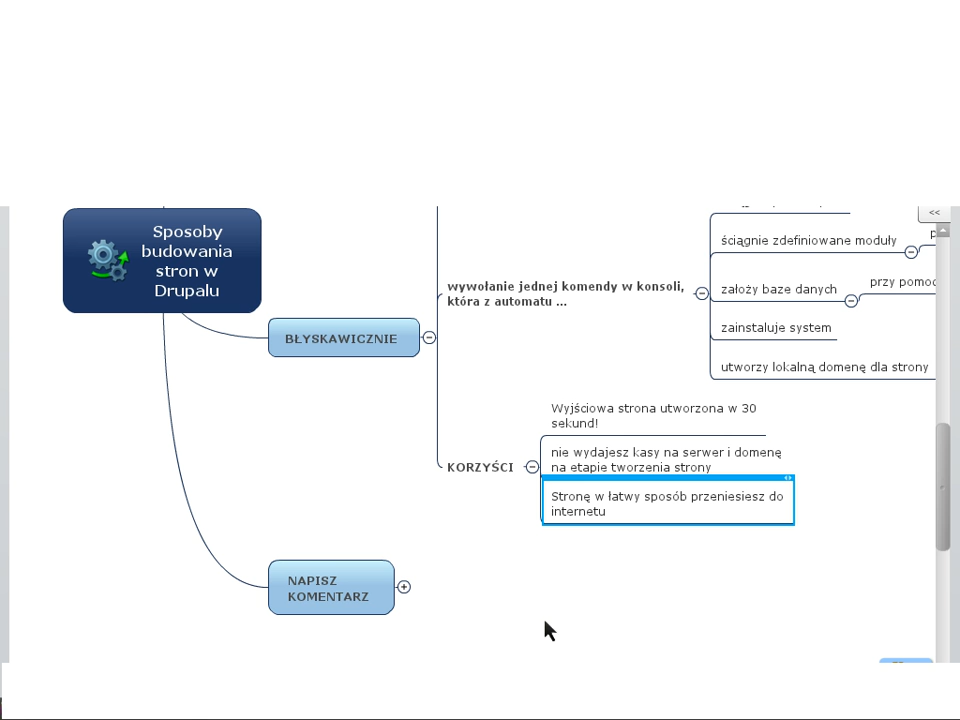 Sposoby
budowania
stron w
Drupalu
BŁYSKAWICZNIE
wywołanie jednej komendy w konsoli,
która z automatu ...
<<
ściągnie zdefiniowane moduły
założy baze danych
przy pomoc
zainstaluje system
utworzy lokalną domenę dla strony
KORZYŚCI
Wyjściowa strona utworzona w 30
sekund!
nie wydajesz kasy na serwer i domenę
na etapie tworzenia strony
Stronę w łatwy sposób przeniesiesz do
internetu
NAPISZ
KOMENTARZ